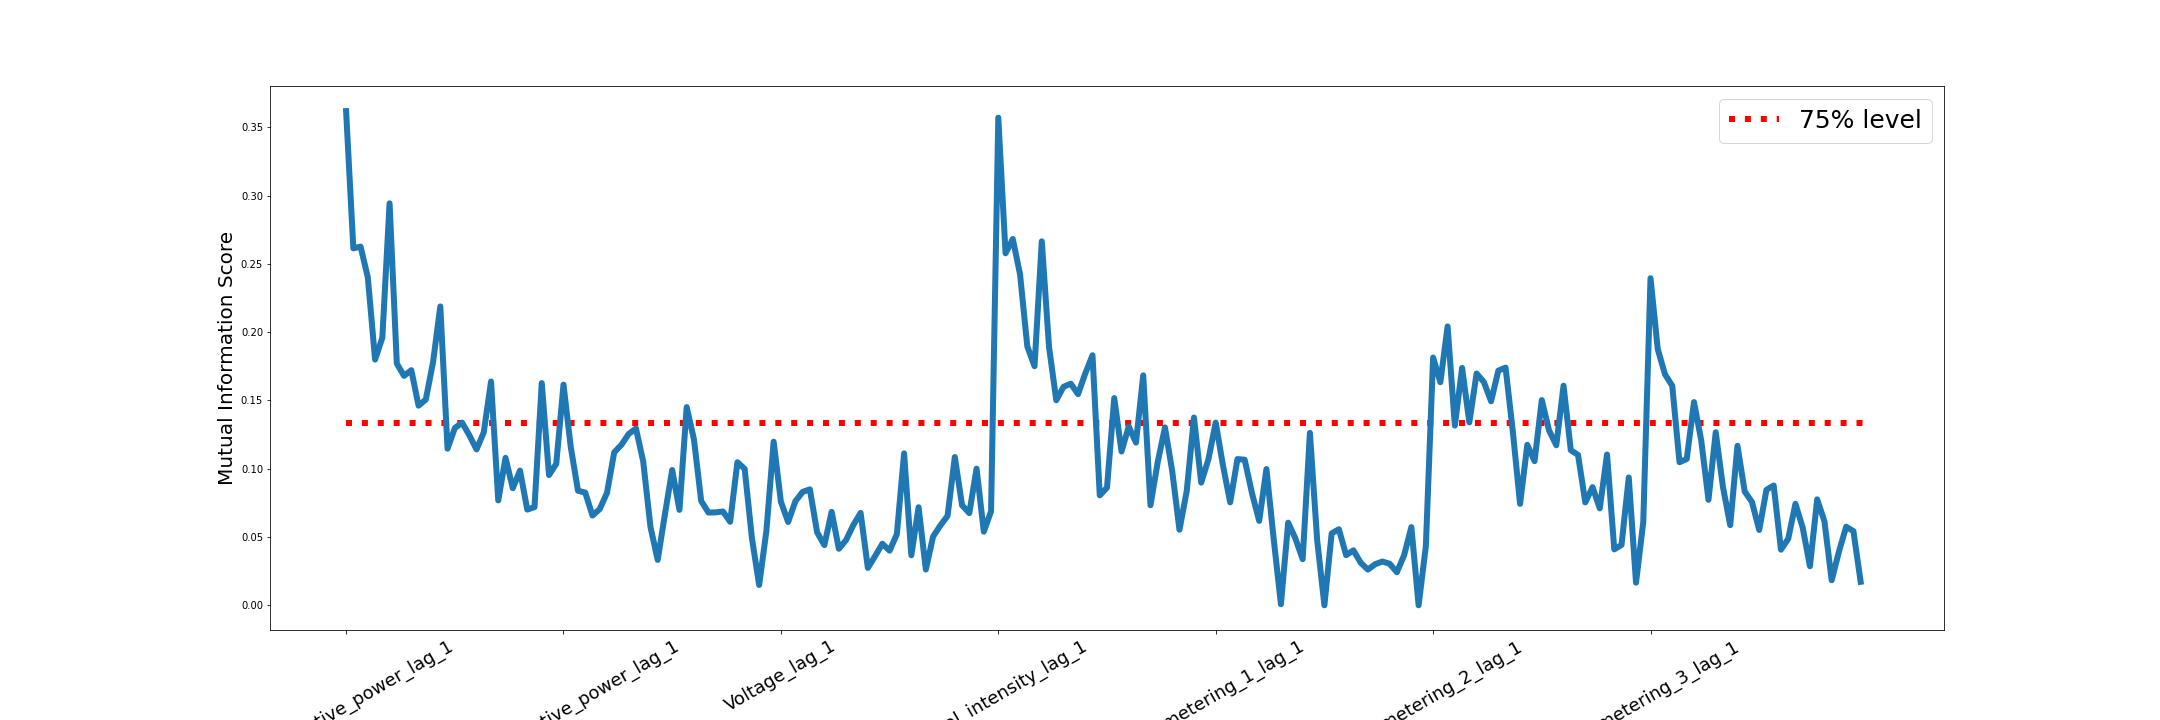 75% level
Mutual Information Score
0.35
0.30
0.25
0.20
0.15
0.10
0.05
0.00
tive_power_lag_1
tive_power_lag_1
Voltage_lag_1
l_intensity_lag_1
metering_1_lag_1
metering_2_lag_1
metering_3_lag_1